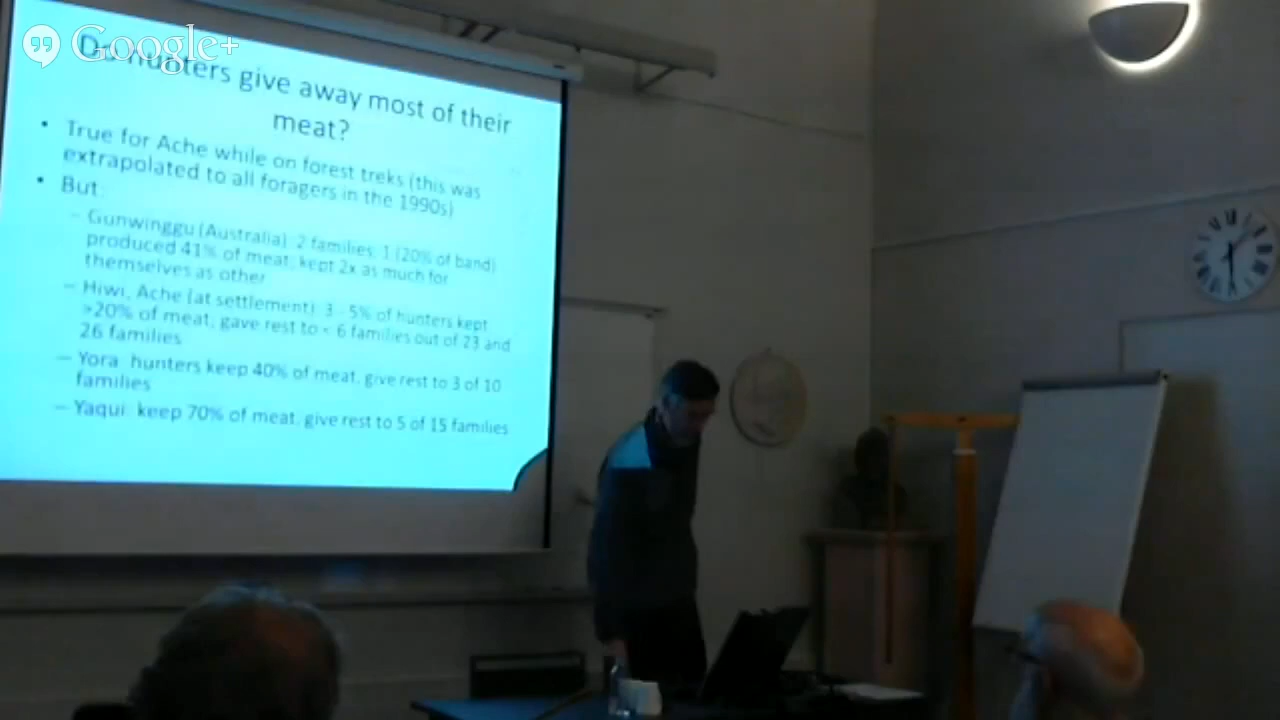 Google+
Do hunters give away most of their
meat?
• True for Ache while on forest treks (this was
extrapolated to all foragers in the 1990s)
• But:
– Gunwinggu (Australia): 2 families: 1 (20% of band)
produced 41% of meat, kept 2x as much for
themselves as other
– Hiwi, Ache (at settlement): 3 - 5% of hunters kept
>20% of meat, gave rest to < 6 families out of 23 and
26 families
– Yora: hunters keep 40% of meat, give rest to 3 of 10
families
– Yaqui: keep 70% of meat, give rest to 5 of 15 families